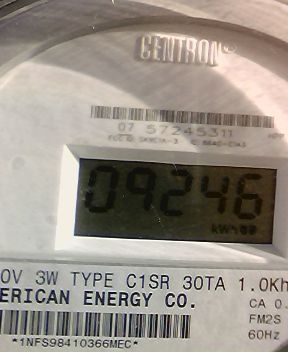 CENTRON®
07 57245311
09246
kWh
0V 3W TYPE C1SR 30TA 1.0Kh
ERICAN ENERGY CO. CA 0.
FM2S
60Hz
*1NFS98410366MEC*